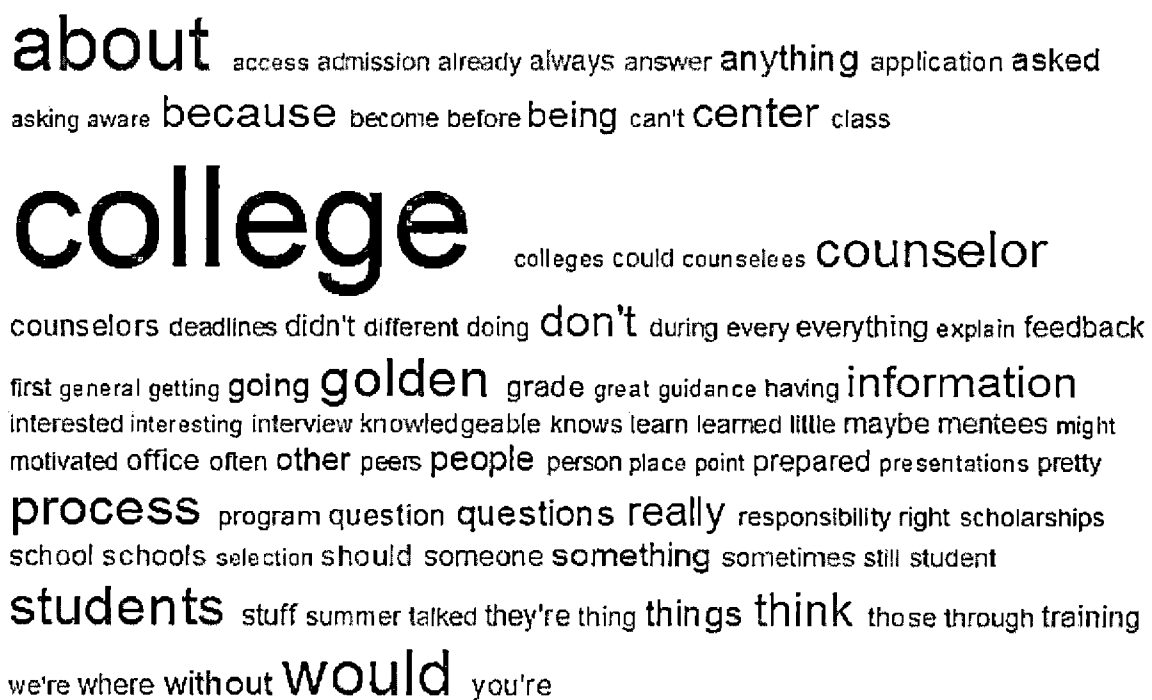 about access admission already always answer anything application asked
asking aware because become before being can't center class
college colleges could counselees counselor
counselors deadlines didn't different doing don't during every everything explain feedback
first general getting going golden grade great guidance having information
interested interesting interview knowledgeable knows learn learned little maybe mentees might
motivated office often other peers people person place point prepared presentations pretty
process program question questions really responsibility right scholarships
school schools selection should someone something sometimes still student
students stuff summer talked they're thing things think those through training
we're where without would you're